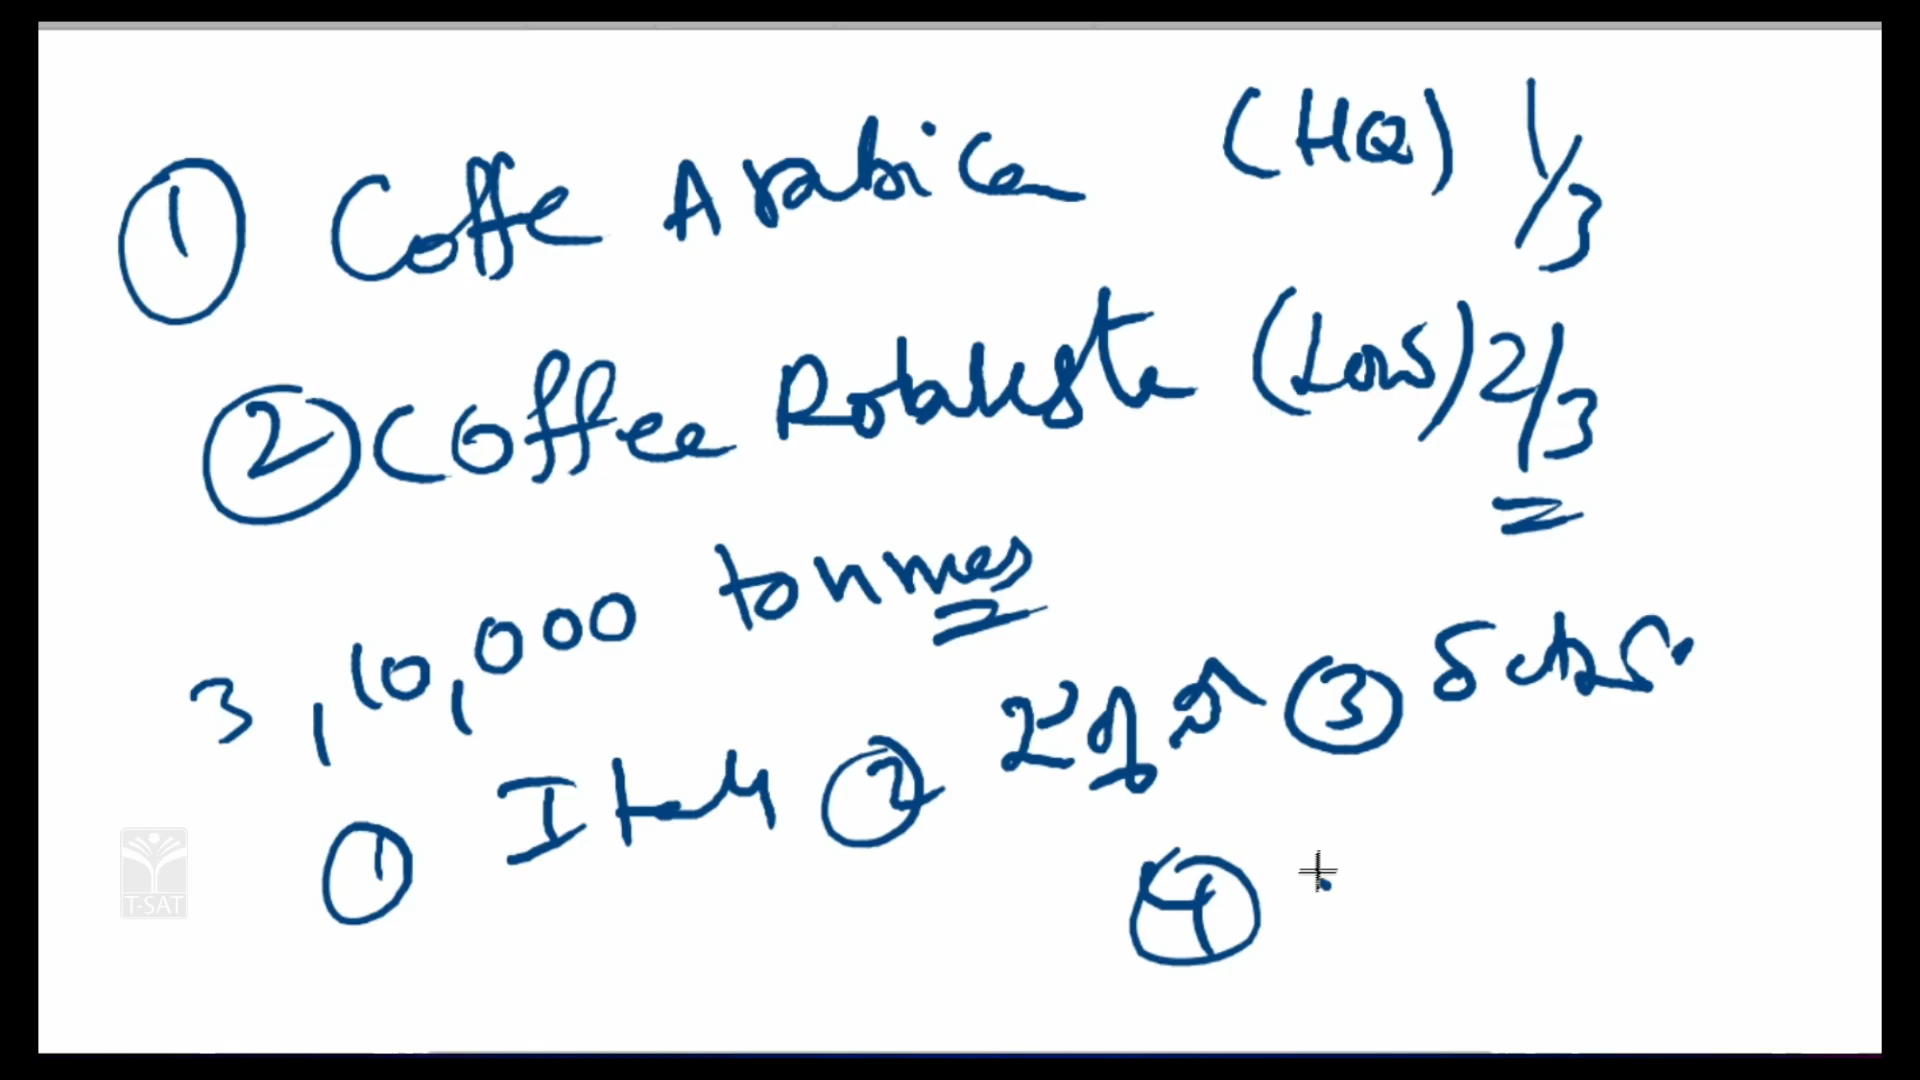 ① Coffe Arabica (HQ) 1/3
② Coffee Robusta (Low) 2/3
3,10,000 tonnes
① Italy ② ③
④
T-SAT